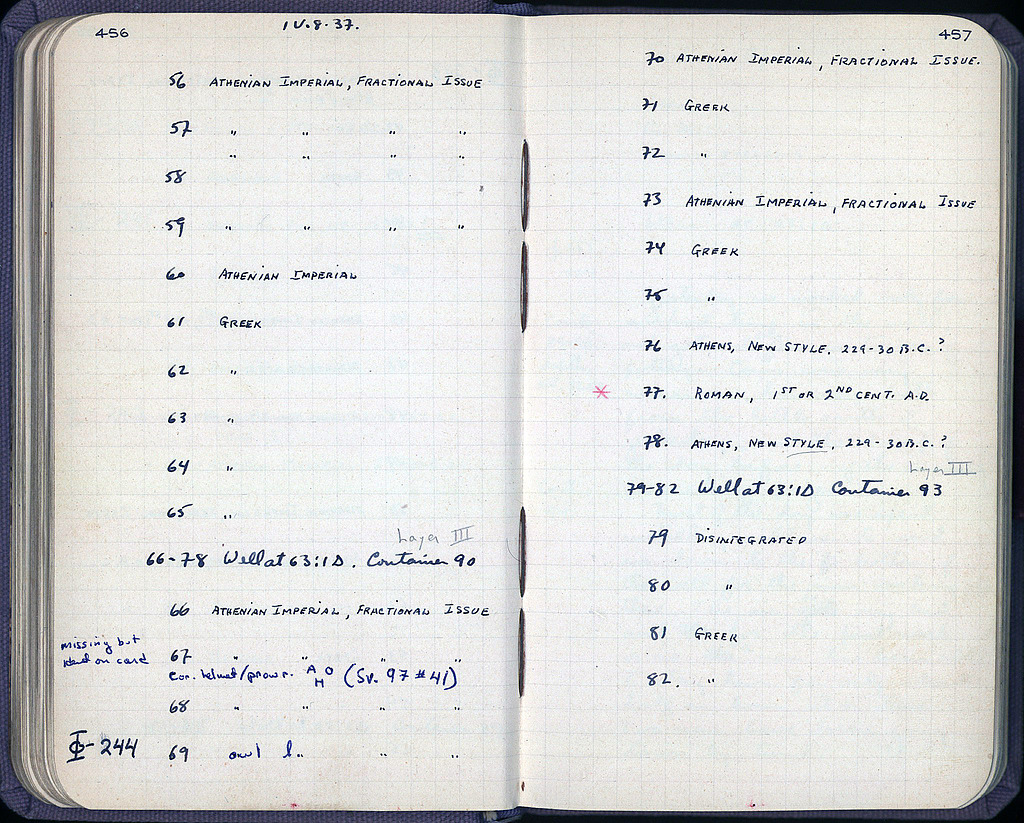 456
IV.8.37.
56 ATHENIAN IMPERIAL, FRACTIONAL ISSUE
57 " " " "
" " " "
58
59 " " " "
60 ATHENIAN IMPERIAL
61 GREEK
62 "
63 "
64 "
65 "
Layer III
66-78 Well at 63:1Δ. Container 90
66 ATHENIAN IMPERIAL, FRACTIONAL ISSUE
missing but
ident on card
67 " " " "
Cor. helmet/prow r. A Θ (Sv. 97 #41)
H
68 " " " "
69 owl l. " " "
457
70 ATHENIAN IMPERIAL, FRACTIONAL ISSUE.
71 GREEK
72 "
73 ATHENIAN IMPERIAL, FRACTIONAL ISSUE
74 GREEK
75 "
76 ATHENS, NEW STYLE. 229-30 B.C.?
* 77. ROMAN, 1ST OR 2ND CENT. A.D.
78. ATHENS, NEW STYLE, 229-30 B.C.?
Layer III
79-82 Well at 63:1Δ Container 93
79 DISINTEGRATED
80 "
81 GREEK
82. "